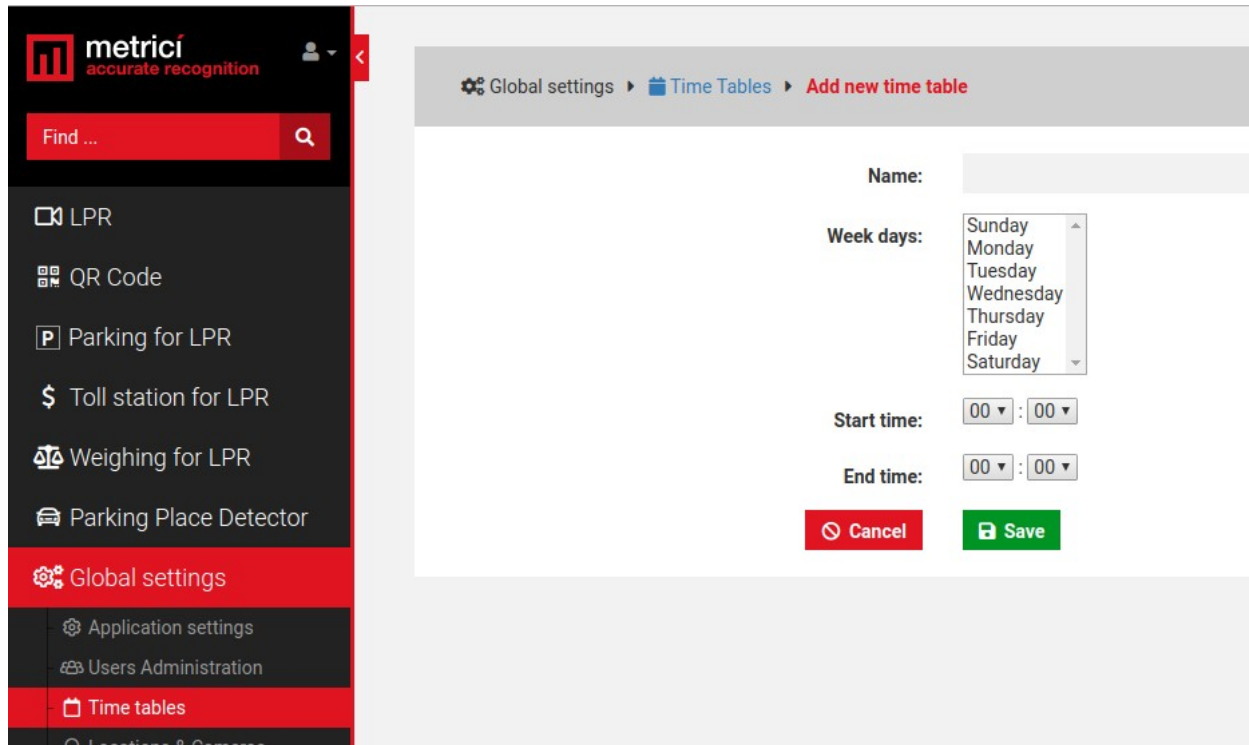 metrici
accurate recognition
Find ...
LPR
QR Code
P Parking for LPR
$ Toll station for LPR
Weighing for LPR
Parking Place Detector
Global settings
Application settings
Users Administration
Time tables
Locations & Cameras
Global settings Time Tables Add new time table
Name:
Week days:
Sunday
Monday
Tuesday
Wednesday
Thursday
Friday
Saturday
Start time:
00 : 00
End time:
00 : 00
Cancel
Save